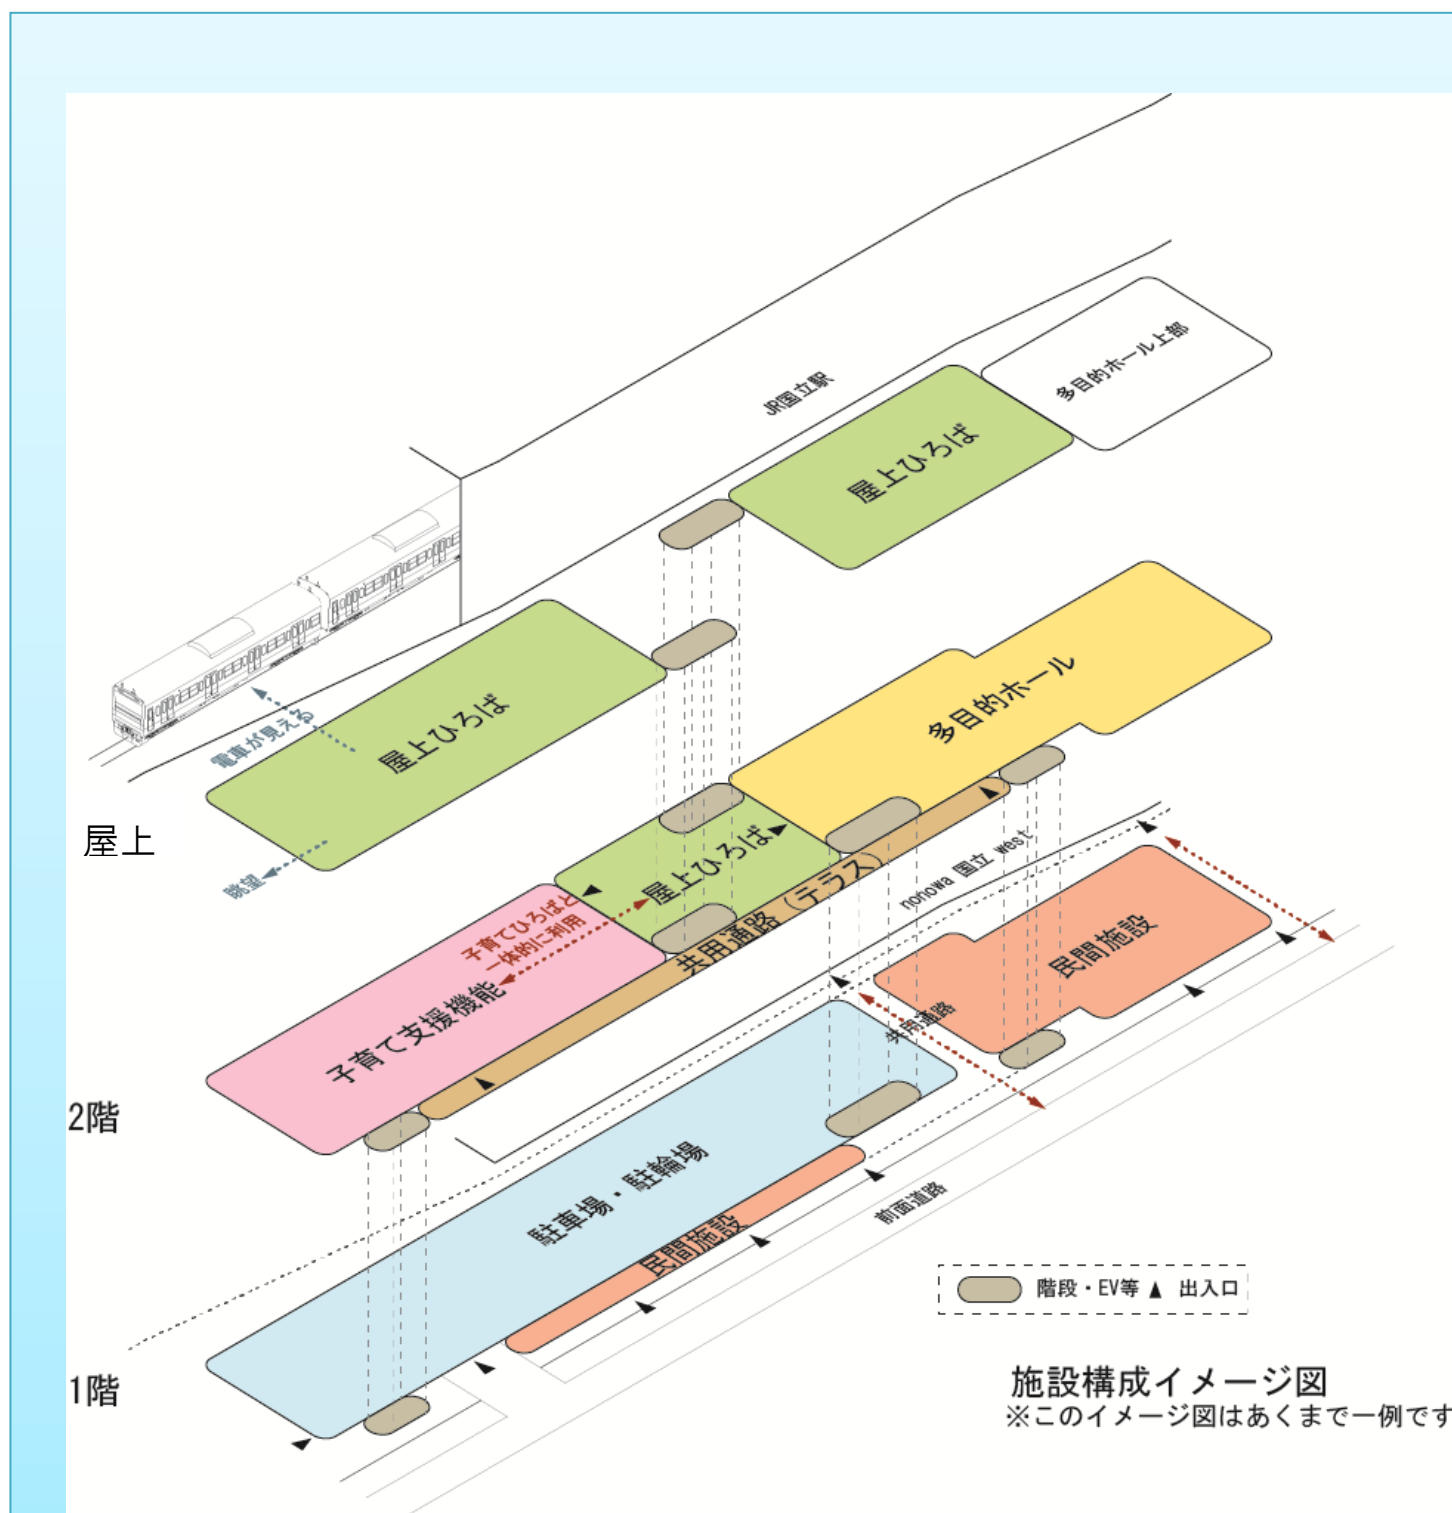 JR国立駅
多目的ホール上部
屋上ひろば
屋上ひろば
電車が見える
眺望
屋上
多目的ホール
屋上ひろば
子育てひろばと
一体的に利用
共用通路（テラス）
子育て支援機能
2階
nonowa 国立 west
民間施設
共用通路
駐車場・駐輪場
民間施設
前面道路
1階
階段・EV等 ▲ 出入口
施設構成イメージ図
※このイメージ図はあくまで一例です